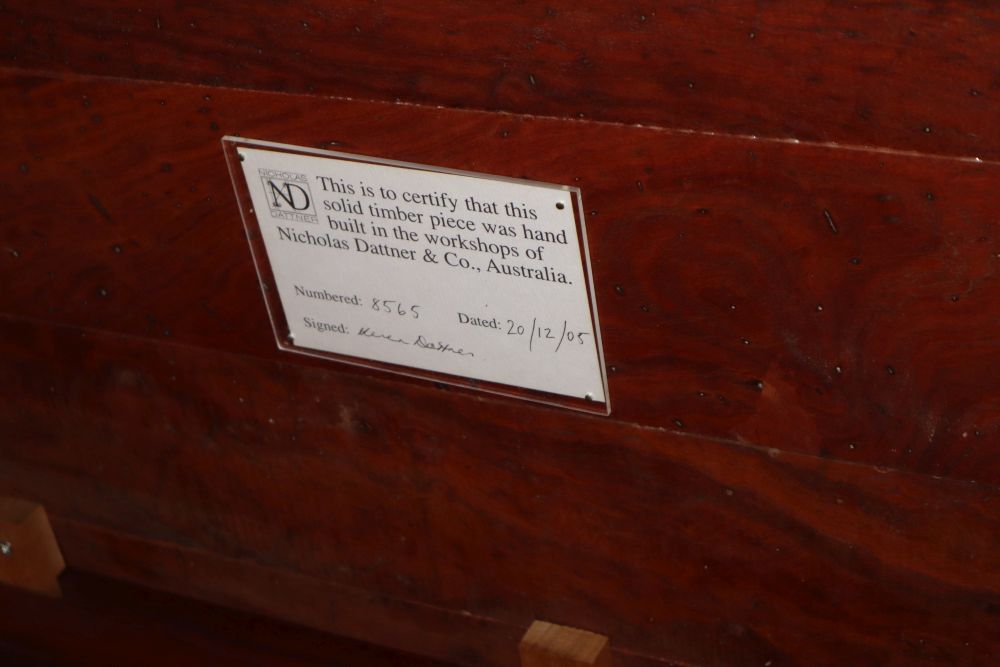 NICHOLAS
ND
DATTNER
This is to certify that this
solid timber piece was hand
built in the workshops of
Nicholas Dattner & Co., Australia.
Numbered: 8565
Dated: 20/12/05
Signed: Dattner